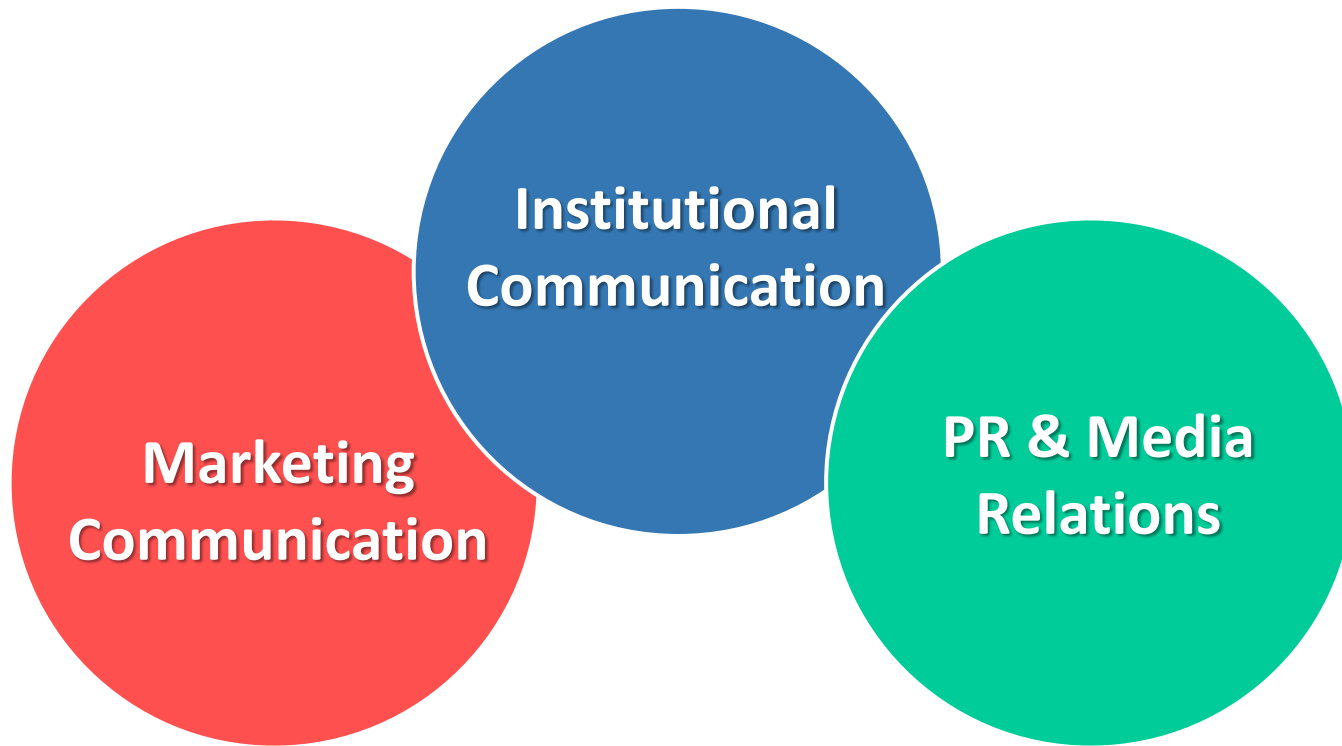 Institutional
Communication
Marketing
Communication
PR & Media
Relations